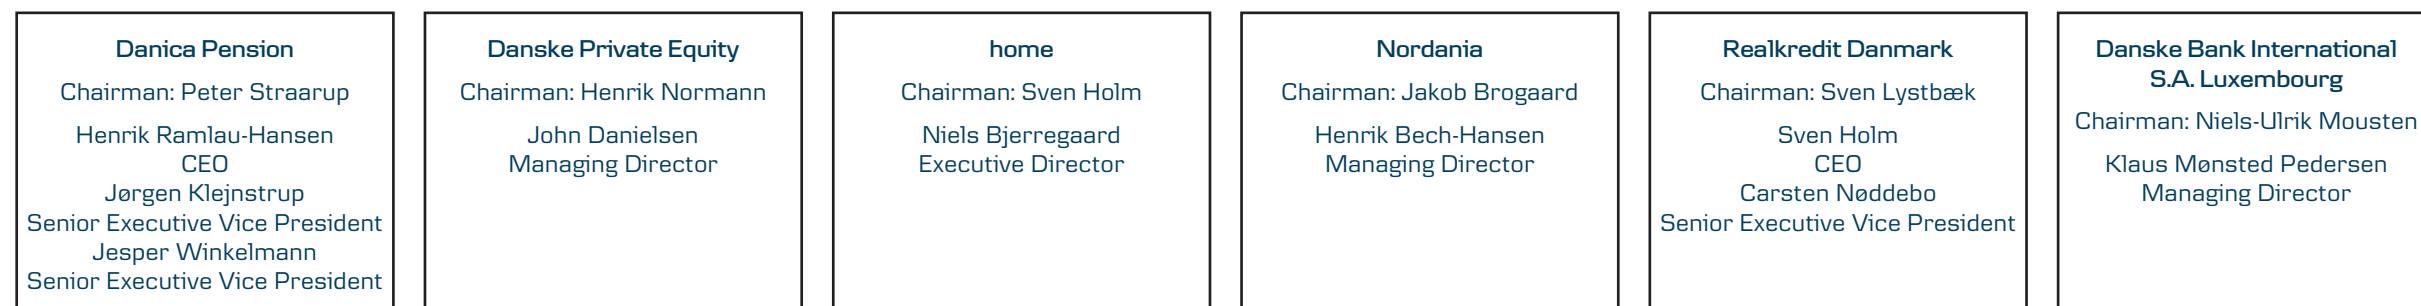 Danica Pension
Chairman: Peter Straarup
Henrik Ramlau-Hansen
CEO
Jørgen Klejnstrup
Senior Executive Vice President
Jesper Winkelmann
Senior Executive Vice President
Danske Private Equity
Chairman: Henrik Normann
John Danielsen
Managing Director
home
Chairman: Sven Holm
Niels Bjerregaard
Executive Director
Nordania
Chairman: Jakob Brogaard
Henrik Bech-Hansen
Managing Director
Realkredit Danmark
Chairman: Sven Lystbæk
Sven Holm
CEO
Carsten Nøddebo
Senior Executive Vice President
Danske Bank International
S.A. Luxembourg
Chairman: Niels-Ulrik Mousten
Klaus Mønsted Pedersen
Managing Director